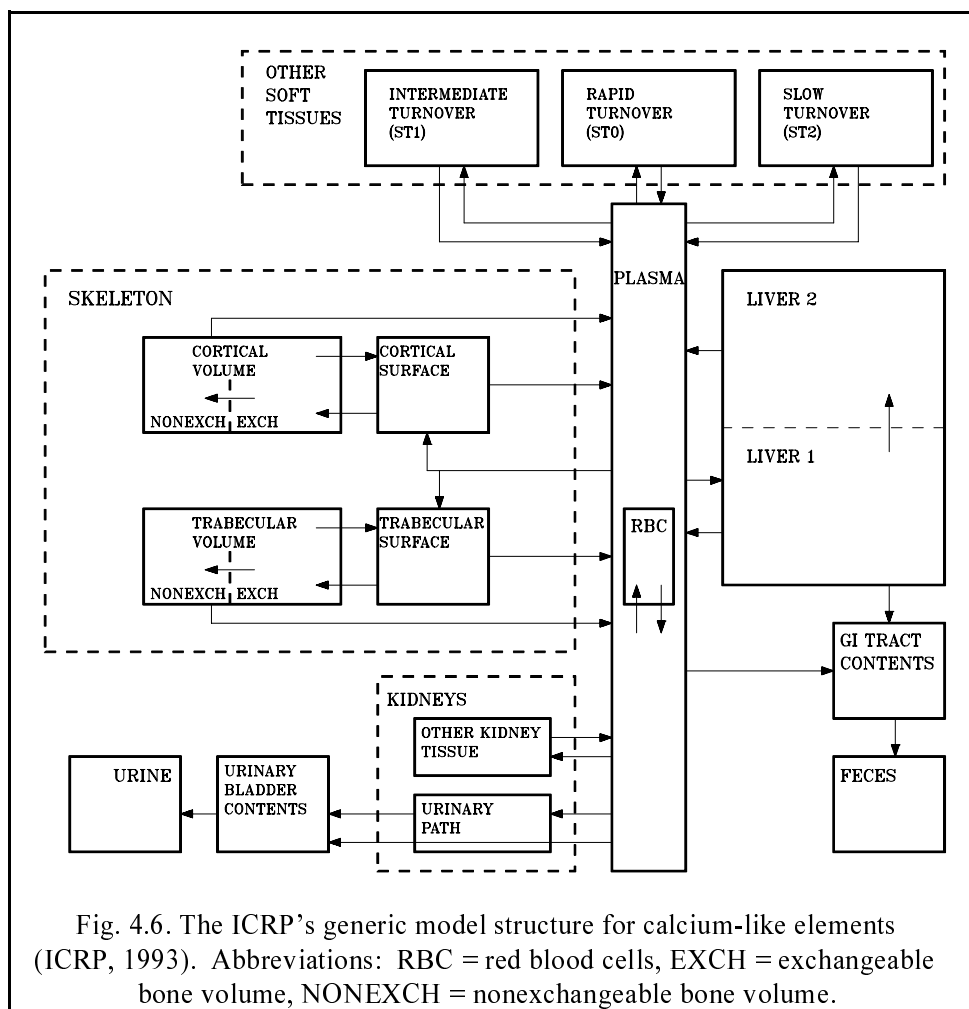 OTHER
SOFT
TISSUES
INTERMEDIATE
TURNOVER
(ST1)
RAPID
TURNOVER
(ST0)
SLOW
TURNOVER
(ST2)
PLASMA
SKELETON
CORTICAL
VOLUME
NONEXCH EXCH
CORTICAL
SURFACE
TRABECULAR
VOLUME
NONEXCH EXCH
TRABECULAR
SURFACE
RBC
LIVER 2
LIVER 1
GI TRACT
CONTENTS
FECES
KIDNEYS
OTHER KIDNEY
TISSUE
URINARY
PATH
URINARY
BLADDER
CONTENTS
URINE
Fig. 4.6. The ICRP's generic model structure for calcium-like elements
(ICRP, 1993). Abbreviations: RBC = red blood cells, EXCH = exchangeable
bone volume, NONEXCH = nonexchangeable bone volume.